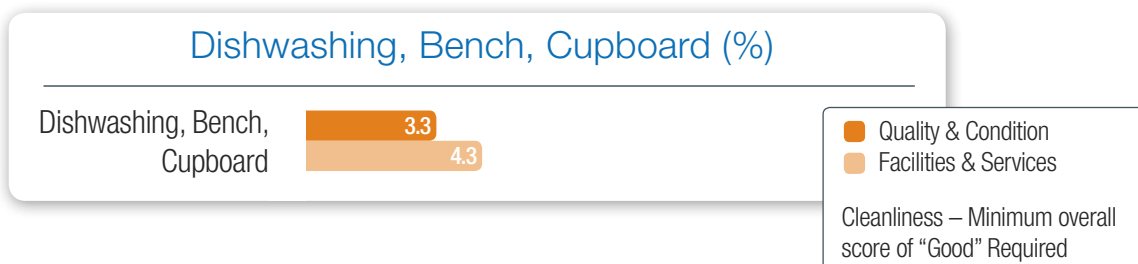 Dishwashing, Bench, Cupboard (%)
Dishwashing, Bench,
Cupboard
3.3
4.3
Quality & Condition
Facilities & Services
Cleanliness – Minimum overall
score of “Good” Required